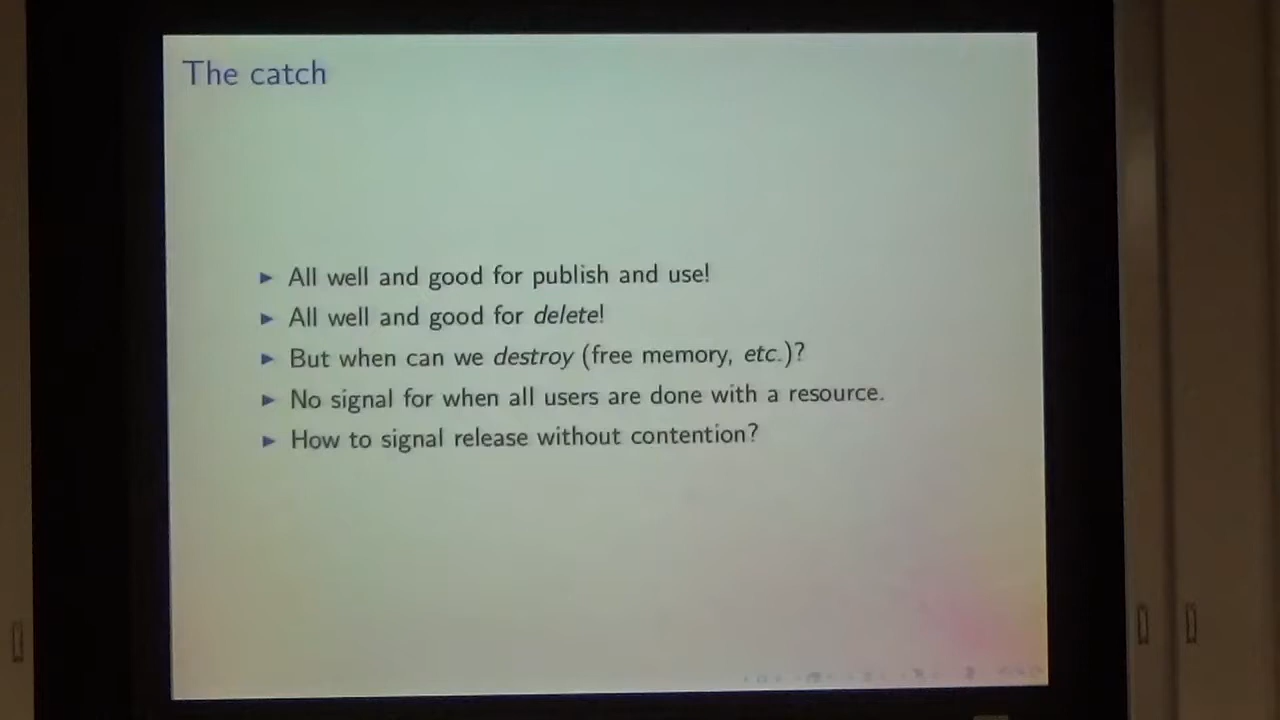 The catch
All well and good for publish and use!
All well and good for delete!
But when can we destroy (free memory, etc.)?
No signal for when all users are done with a resource.
How to signal release without contention?